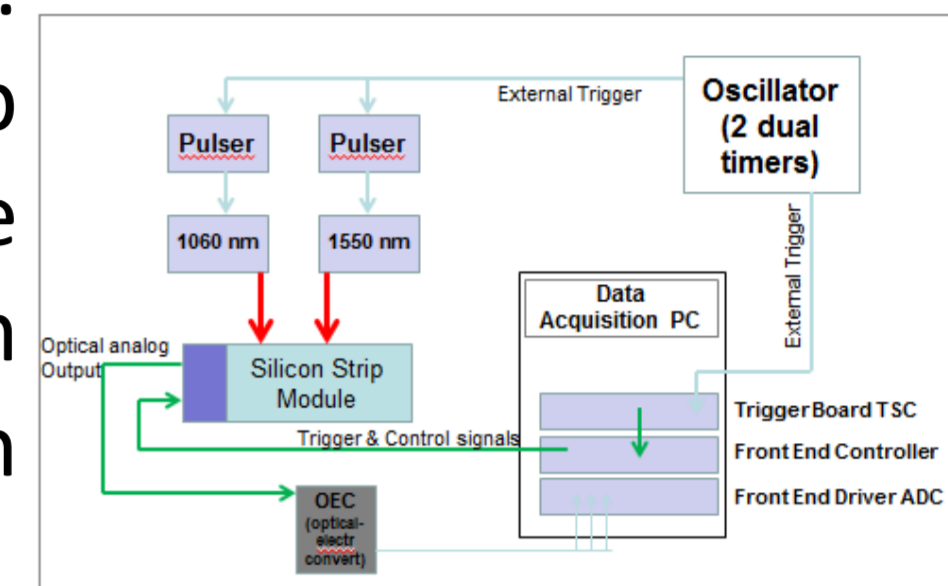 External Trigger
Oscillator
(2 dual
timers)
Pulser
Pulser
1060 nm
1550 nm
External Trigger
Data
Acquisition PC
Optical analog
Output
Silicon Strip
Module
Trigger Board TSC
Trigger & Control signals
Front End Controller
Front End Driver ADC
OEC
(optical-
electr
convert)